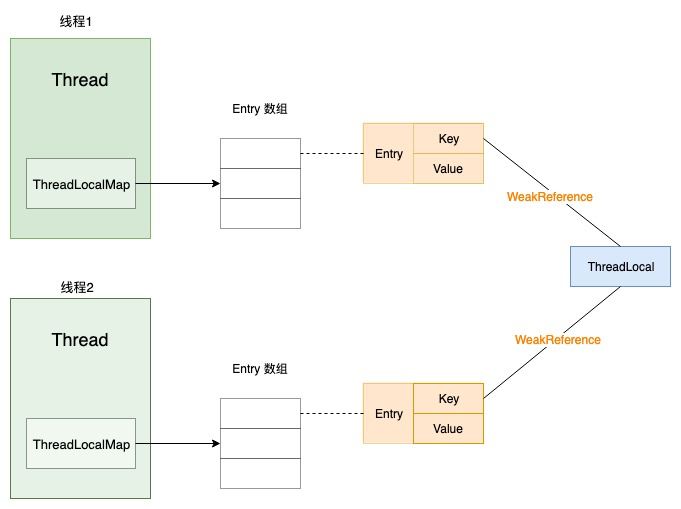 线程1
Thread
ThreadLocalMap
Entry 数组
Entry
Key
Value
WeakReference
ThreadLocal
线程2
Thread
ThreadLocalMap
Entry 数组
Entry
Key
Value
WeakReference